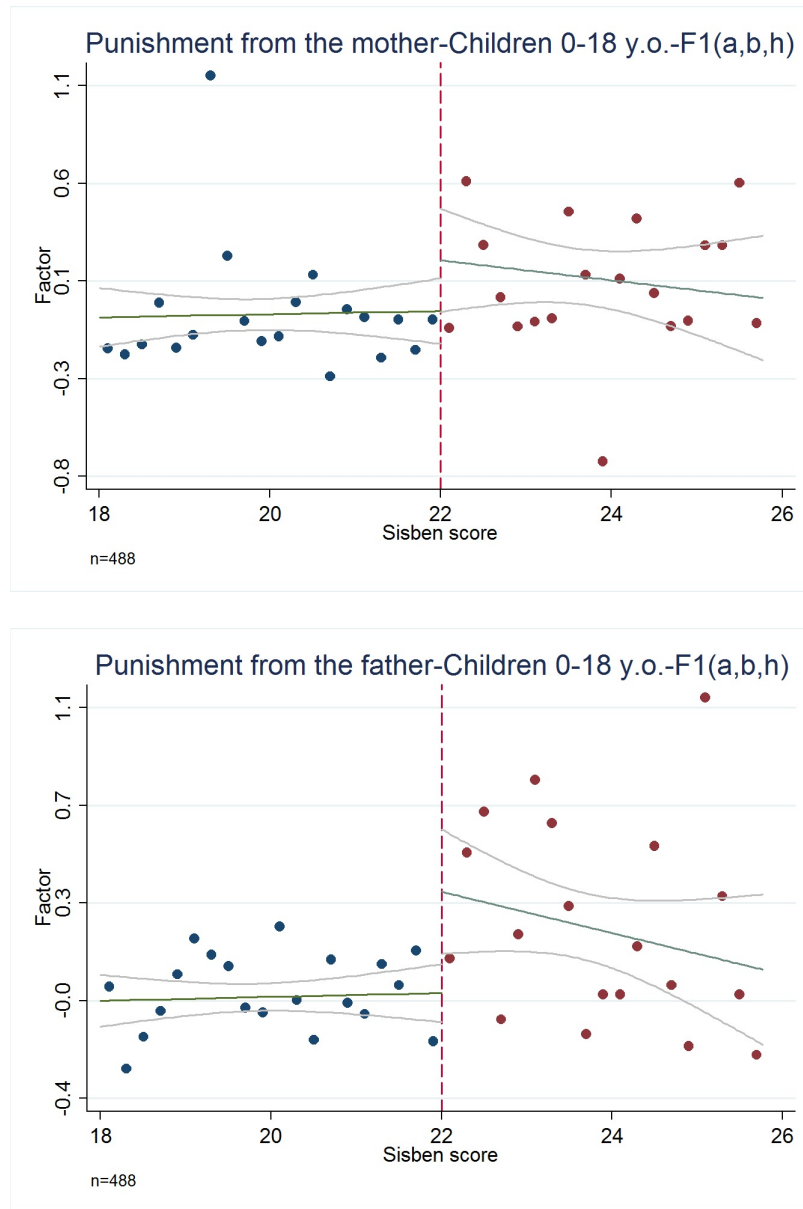 Punishment from the mother-Children 0-18 y.o.-F1(a,b,h)
1.1
0.6
0.1
-0.3
-0.8
Factor
18 20 22 24 26
Sisben score
n=488
Punishment from the father-Children 0-18 y.o.-F1(a,b,h)
1.1
0.7
0.3
-0.0
-0.4
Factor
18 20 22 24 26
Sisben score
n=488